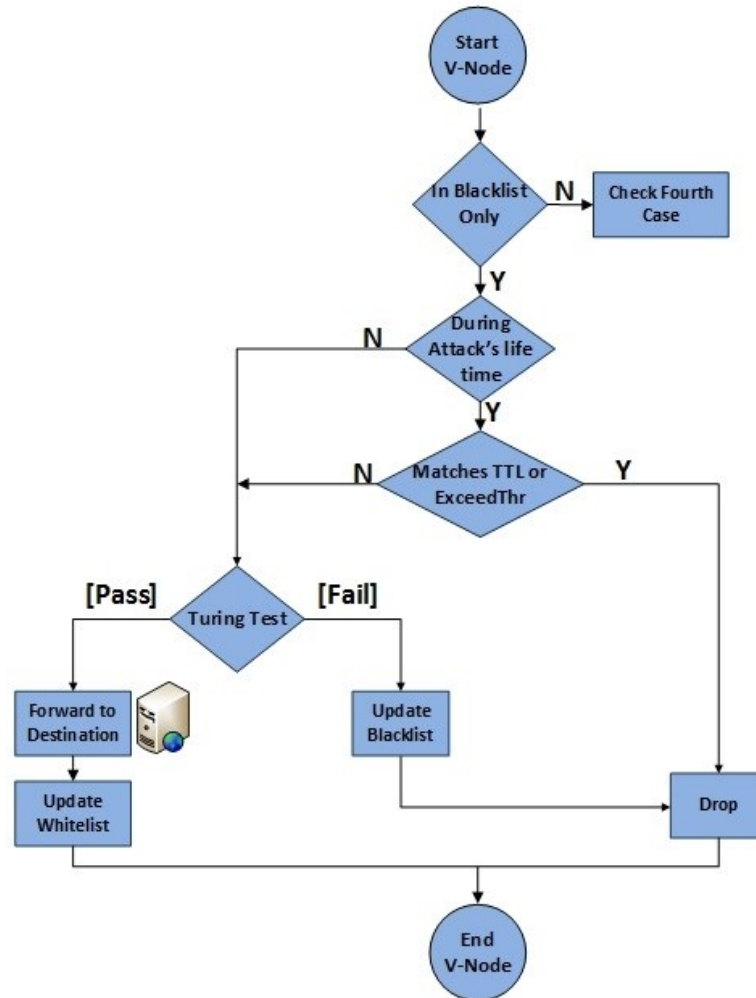 Start
V-Node
In Blacklist
Only
N
Check Fourth
Case
Y
During
Attack's life
time
N
Y
Matches TTL or
ExceedThr
N
Y
[Pass]
Turing Test
[Fail]
Forward to
Destination
Update
Blacklist
Update
Whitelist
Drop
End
V-Node